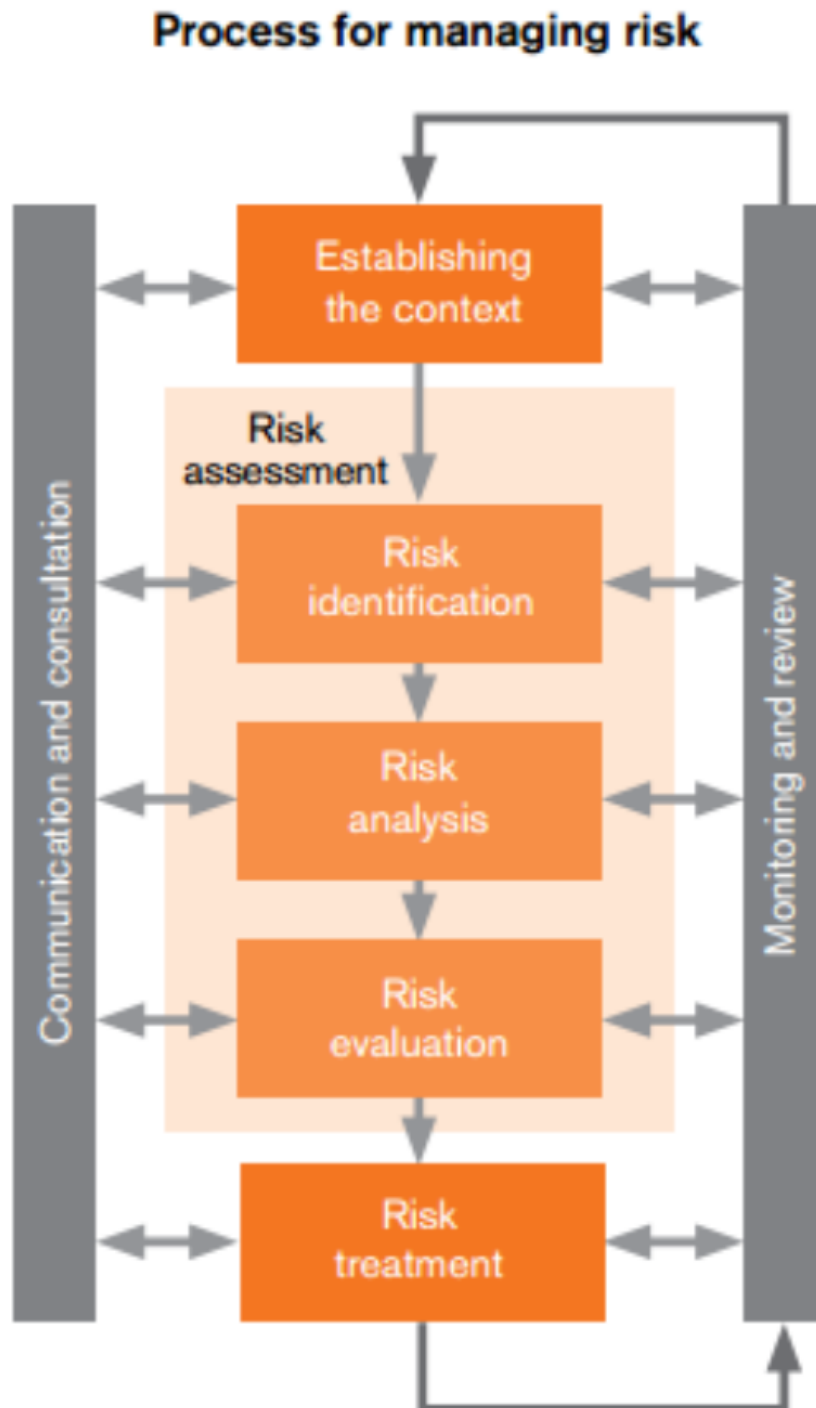 Process for managing risk
Establishing
the context
Risk
assessment
Risk
identification
Risk
analysis
Risk
evaluation
Risk
treatment
Communication and consultation
Monitoring and review